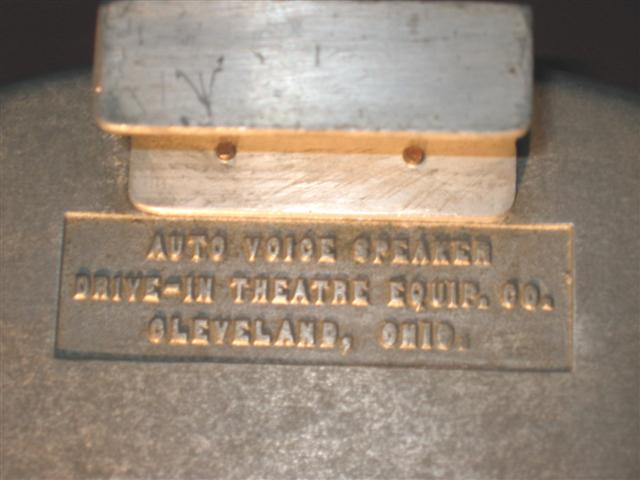 AUTO VOICE SPEAKER
DRIVE-IN THEATRE EQUIP. CO.
CLEVELAND, OHIO.